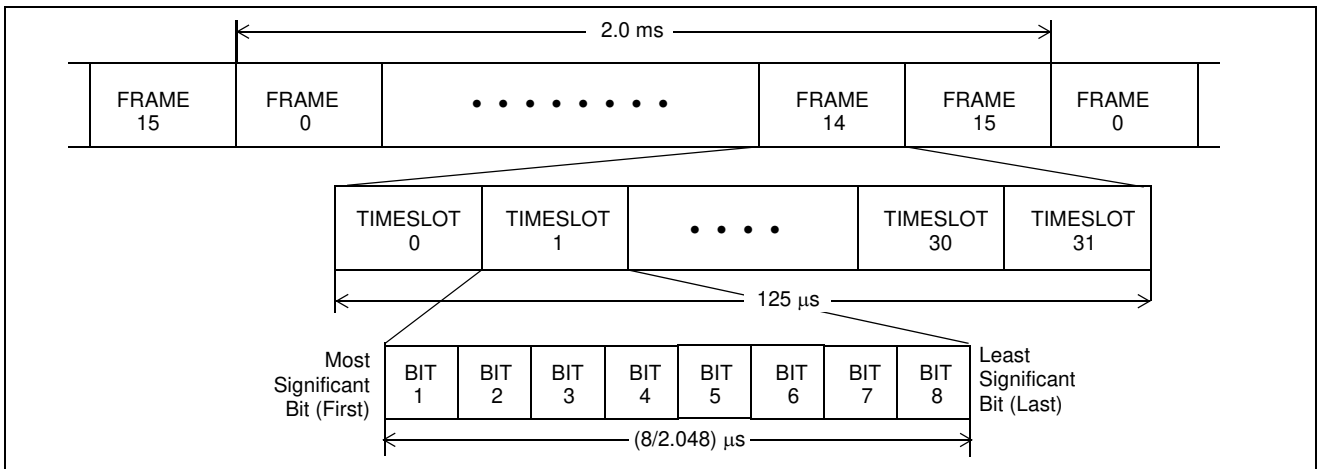 2.0 ms
FRAME 15
FRAME 0
• • • • • • • •
FRAME 14
FRAME 15
FRAME 0
TIMESLOT 0
TIMESLOT 1
• • • •
TIMESLOT 30
TIMESLOT 31
125 μs
Most
Significant
Bit (First)
BIT 1
BIT 2
BIT 3
BIT 4
BIT 5
BIT 6
BIT 7
BIT 8
Least
Significant
Bit (Last)
(8/2.048) μs